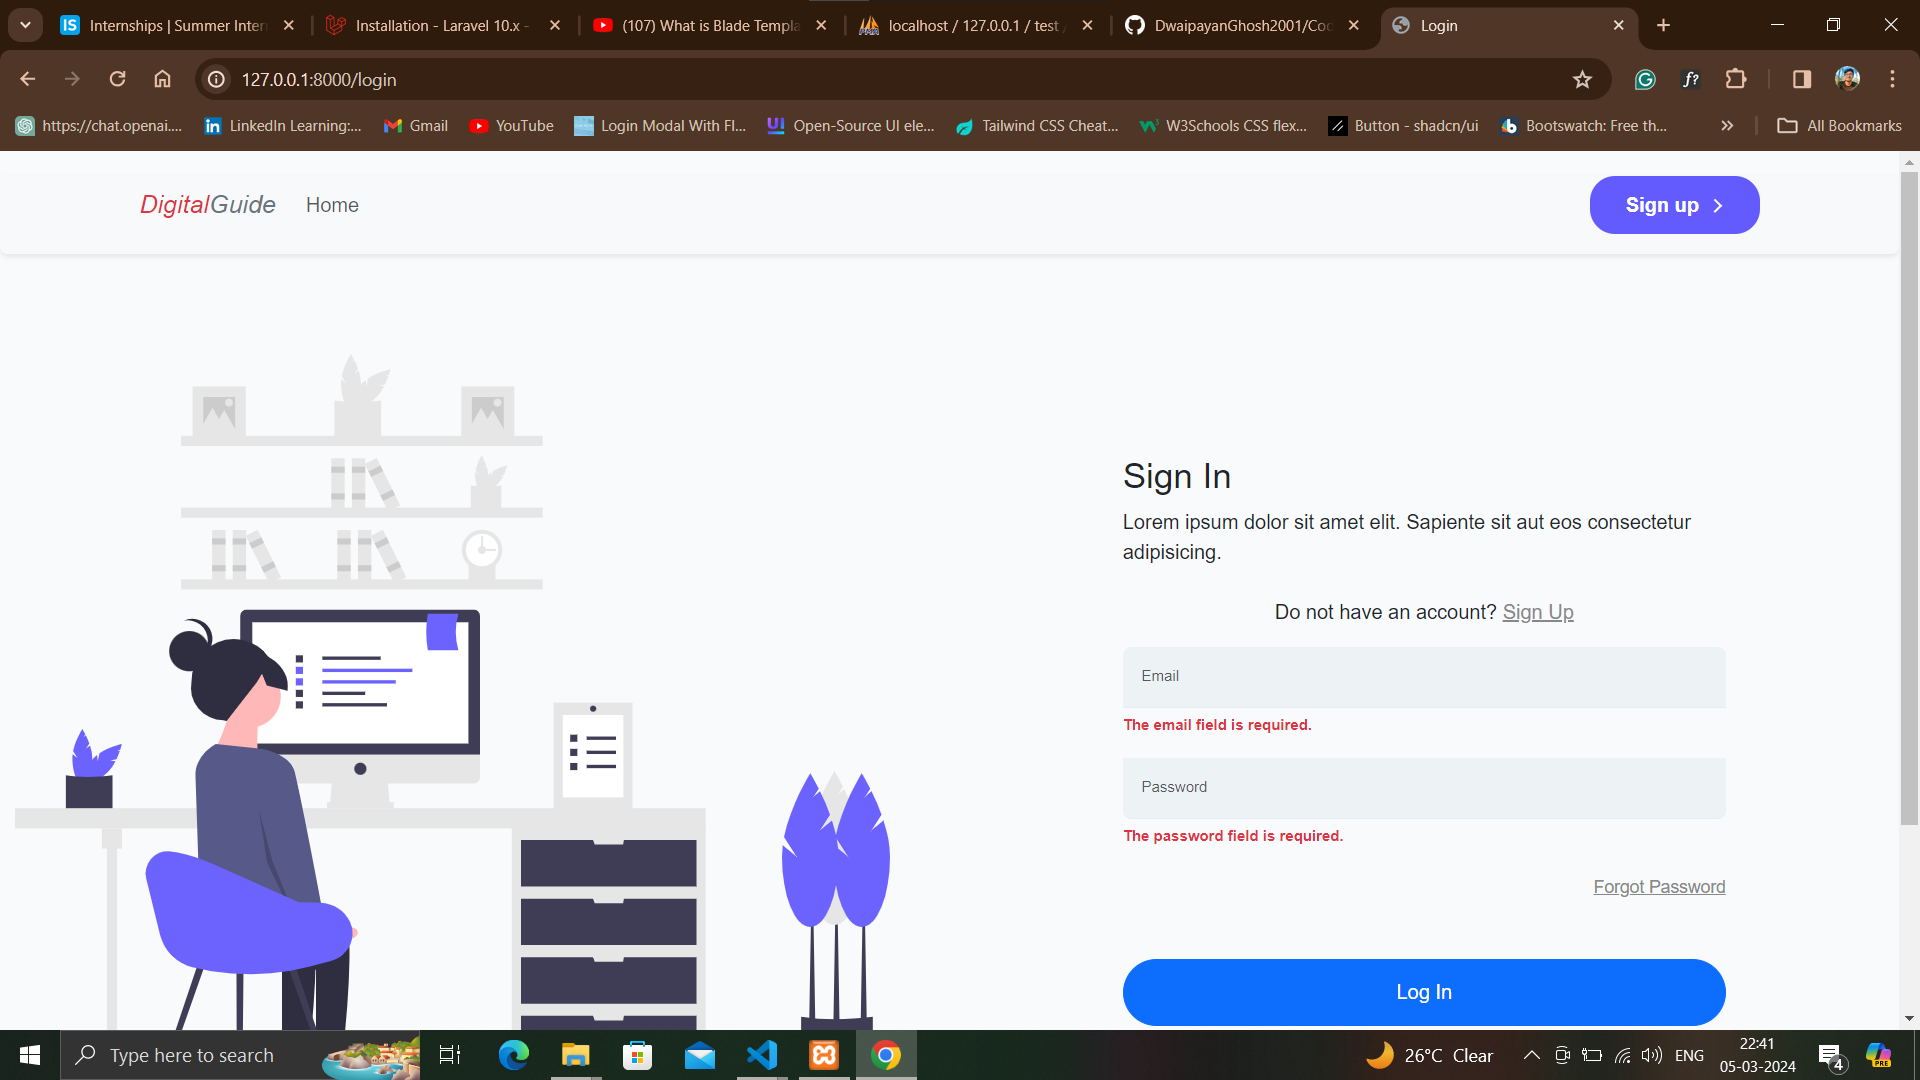 Internships | Summer Inter
Installation - Laravel 10.x -
(107) What is Blade Templa
localhost / 127.0.0.1 / test /
DwaipayanGhosh2001/Coc
Login
127.0.0.1:8000/login
https://chat.openai....
LinkedIn Learning:...
Gmail
YouTube
Login Modal With Fl...
Open-Source UI ele...
Tailwind CSS Cheat...
W3Schools CSS flex...
Button - shadcn/ui
Bootswatch: Free th...
All Bookmarks
DigitalGuide
Home
Sign up
Sign In
Lorem ipsum dolor sit amet elit. Sapiente sit aut eos consectetur
adipisicing.
Do not have an account? Sign Up
Email
The email field is required.
Password
The password field is required.
Forgot Password
Log In
Type here to search
26°C Clear
ENG
22:41
05-03-2024
4
PRE